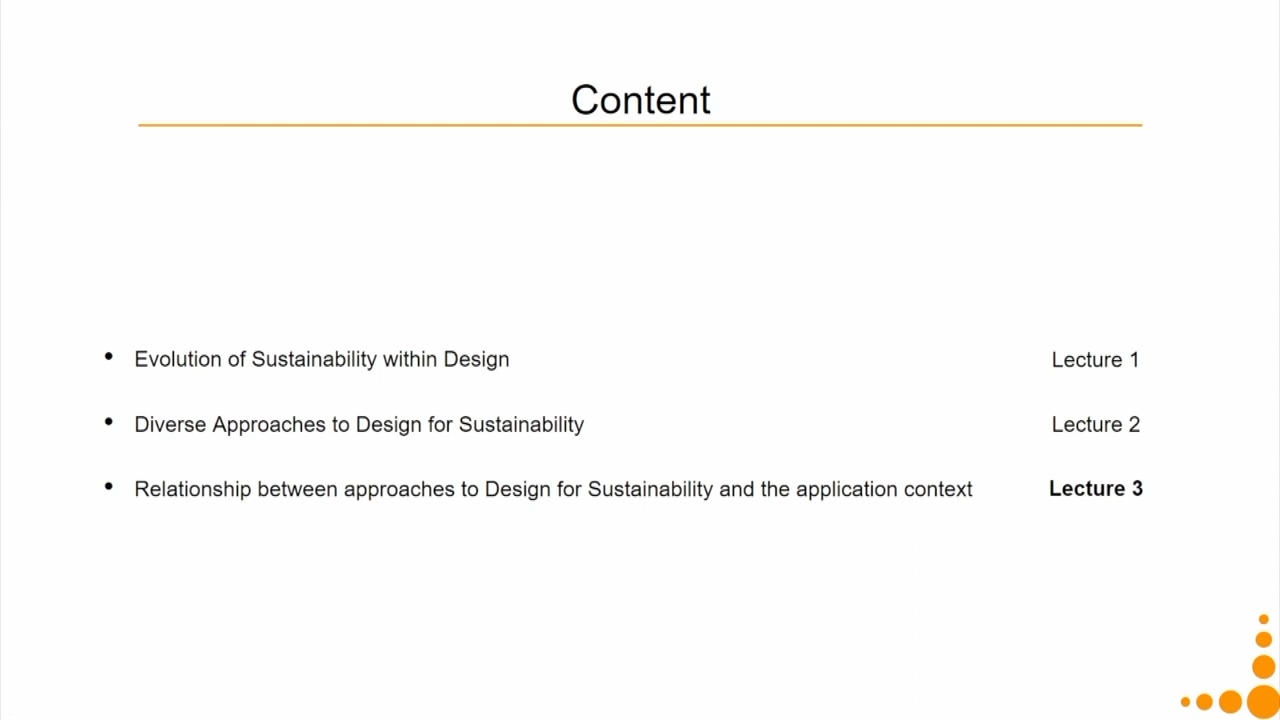 Content
• Evolution of Sustainability within Design Lecture 1
• Diverse Approaches to Design for Sustainability Lecture 2
• Relationship between approaches to Design for Sustainability and the application context Lecture 3